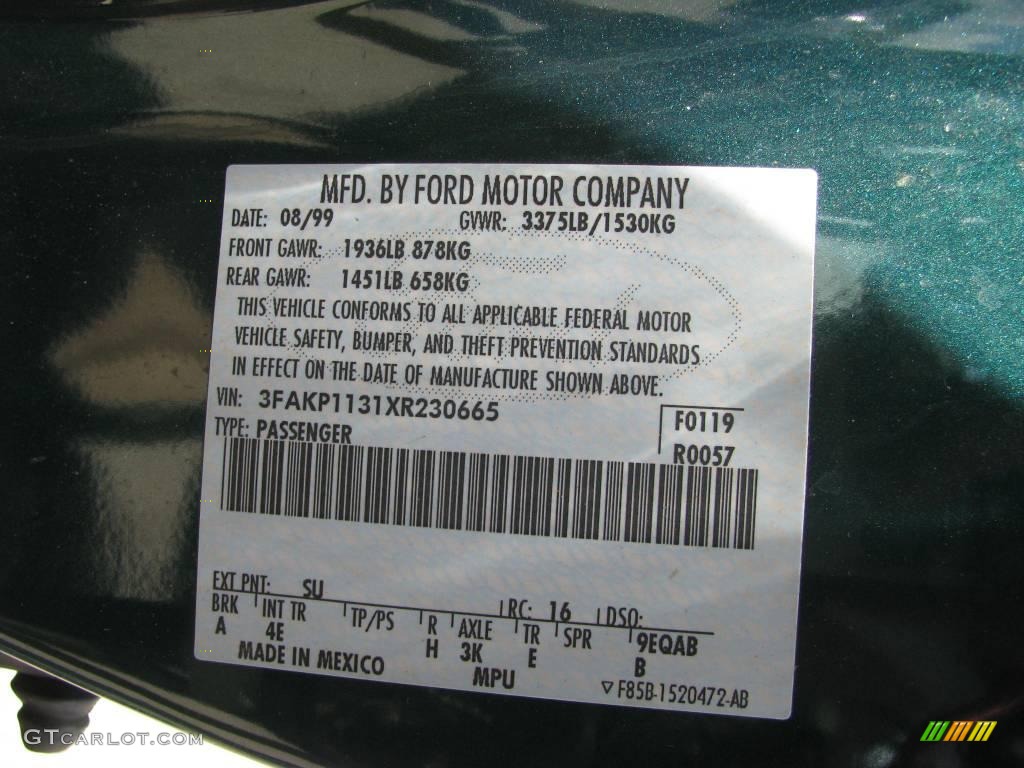 MFD. BY FORD MOTOR COMPANY
DATE: 08/99 GVWR: 3375LB/1530KG
FRONT GAWR: 1936LB 878KG
REAR GAWR: 1451LB 658KG
THIS VEHICLE CONFORMS TO ALL APPLICABLE FEDERAL MOTOR
VEHICLE SAFETY, BUMPER, AND THEFT PREVENTION STANDARDS
IN EFFECT ON THE DATE OF MANUFACTURE SHOWN ABOVE.
VIN: 3FAKP1131XR230665
F0119
TYPE: PASSENGER
R0057
EXT PNT: SU RC: 16 DSO:
BRK INT TR TP/PS R AXLE TR SPR 9EQAB
A 4E H 3K E B
MADE IN MEXICO MPU
▽ F85B-1520472-AB
GTCARLOT.COM